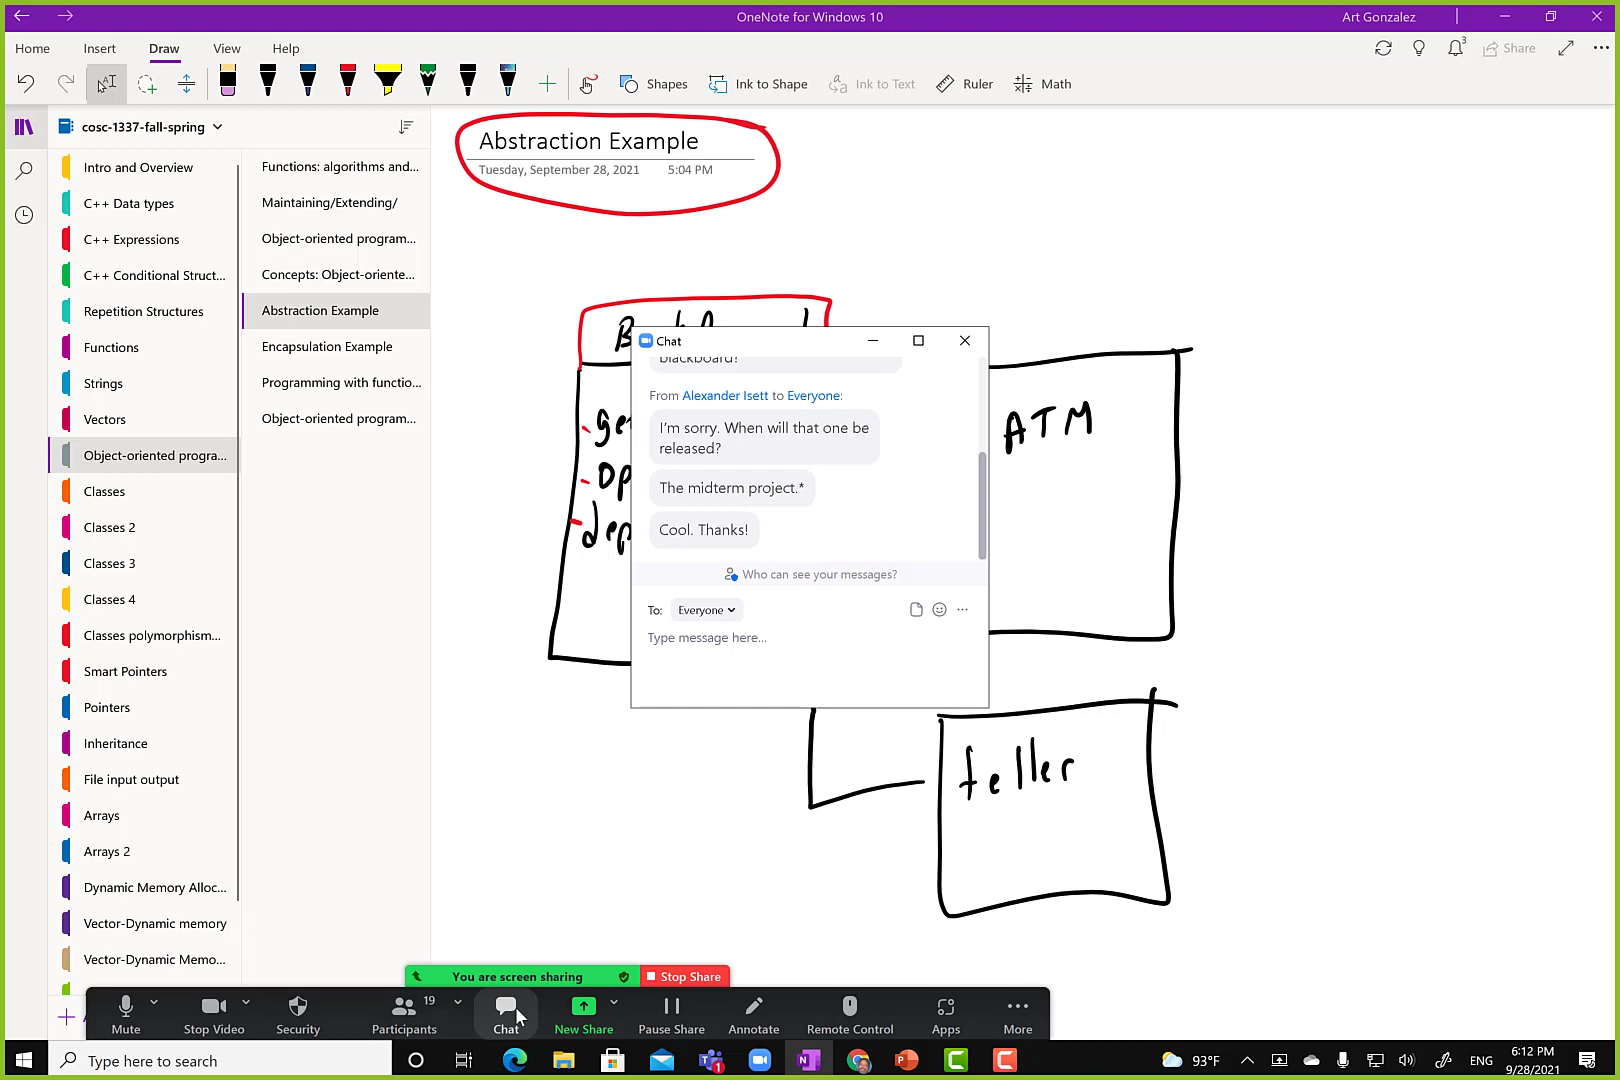 OneNote for Windows 10
Art Gonzalez
Home
Insert
Draw
View
Help
3
Share
Shapes
Ink to Shape
Ink to Text
Ruler
Math
cosc-1337-fall-spring
Intro and Overview
C++ Data types
C++ Expressions
C++ Conditional Struct...
Repetition Structures
Functions
Strings
Vectors
Object-oriented progra...
Classes
Classes 2
Classes 3
Classes 4
Classes polymorphism...
Smart Pointers
Pointers
Inheritance
File input output
Arrays
Arrays 2
Dynamic Memory Alloc...
Vector-Dynamic memory
Vector-Dynamic Memo...
Functions: algorithms and...
Maintaining/Extending/
Object-oriented program...
Concepts: Object-oriente...
Abstraction Example
Encapsulation Example
Programming with functio...
Object-oriented program...
Abstraction Example
Tuesday, September 28, 2021 5:04 PM
- ge
- op
- dep
Chat
blackboard?
From Alexander Isett to Everyone:
I'm sorry. When will that one be
released?
The midterm project.*
Cool. Thanks!
Who can see your messages?
To: Everyone
Type message here...
ATM
teller
You are screen sharing
Stop Share
Mute
Stop Video
Security
Participants
19
Chat
New Share
Pause Share
Annotate
Remote Control
Apps
More
Type here to search
1
93°F
ENG
6:12 PM
9/28/2021